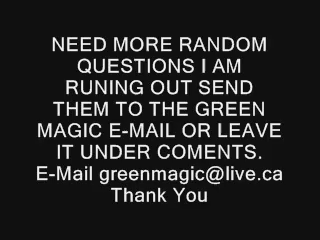 NEED MORE RANDOM
QUESTIONS I AM
RUNING OUT SEND
THEM TO THE GREEN
MAGIC E-MAIL OR LEAVE
IT UNDER COMENTS.
E-Mail greenmagic@live.ca
Thank You